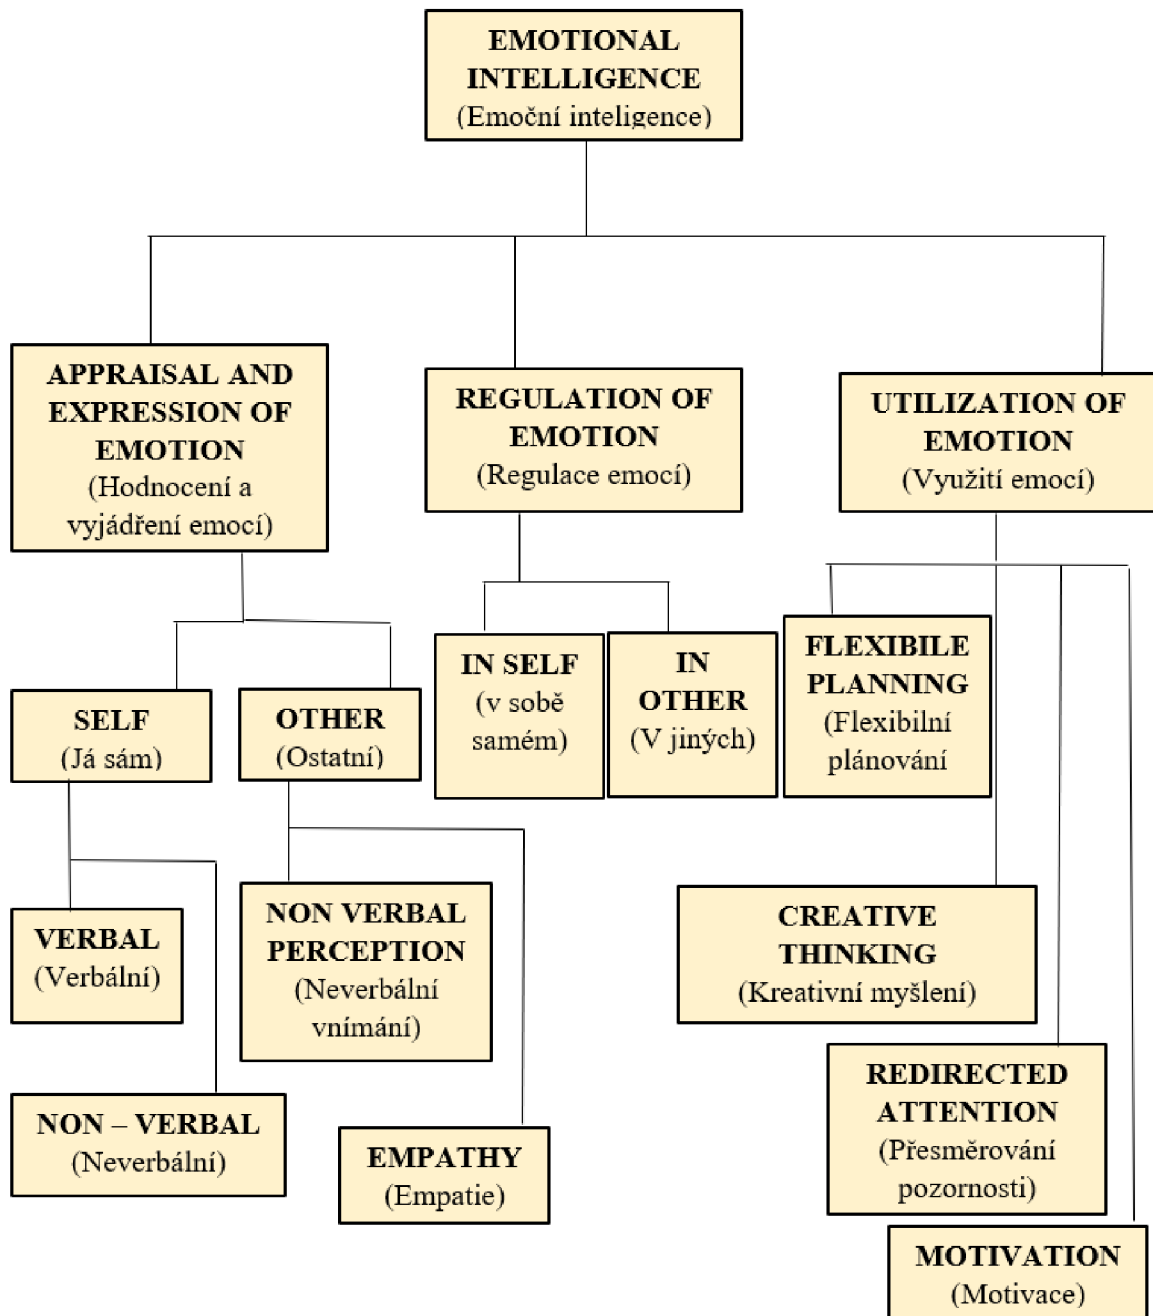 EMOTIONAL
INTELLIGENCE
(Emoční inteligence)
APPRAISAL AND
EXPRESSION OF
EMOTION
(Hodnocení a
vyjádření emocí)
REGULATION OF
EMOTION
(Regulace emocí)
UTILIZATION OF
EMOTION
(Využití emocí)
SELF
(Já sám)
OTHER
(Ostatní)
IN SELF
(v sobě
samém)
IN
OTHER
(V jiných)
FLEXIBILE
PLANNING
(Flexibilní
plánování
VERBAL
(Verbální)
NON VERBAL
PERCEPTION
(Neverbální
vnímání)
CREATIVE
THINKING
(Kreativní myšlení)
NON – VERBAL
(Neverbální)
EMPATHY
(Empatie)
REDIRECTED
ATTENTION
(Přesměrování
pozornosti)
MOTIVATION
(Motivace)